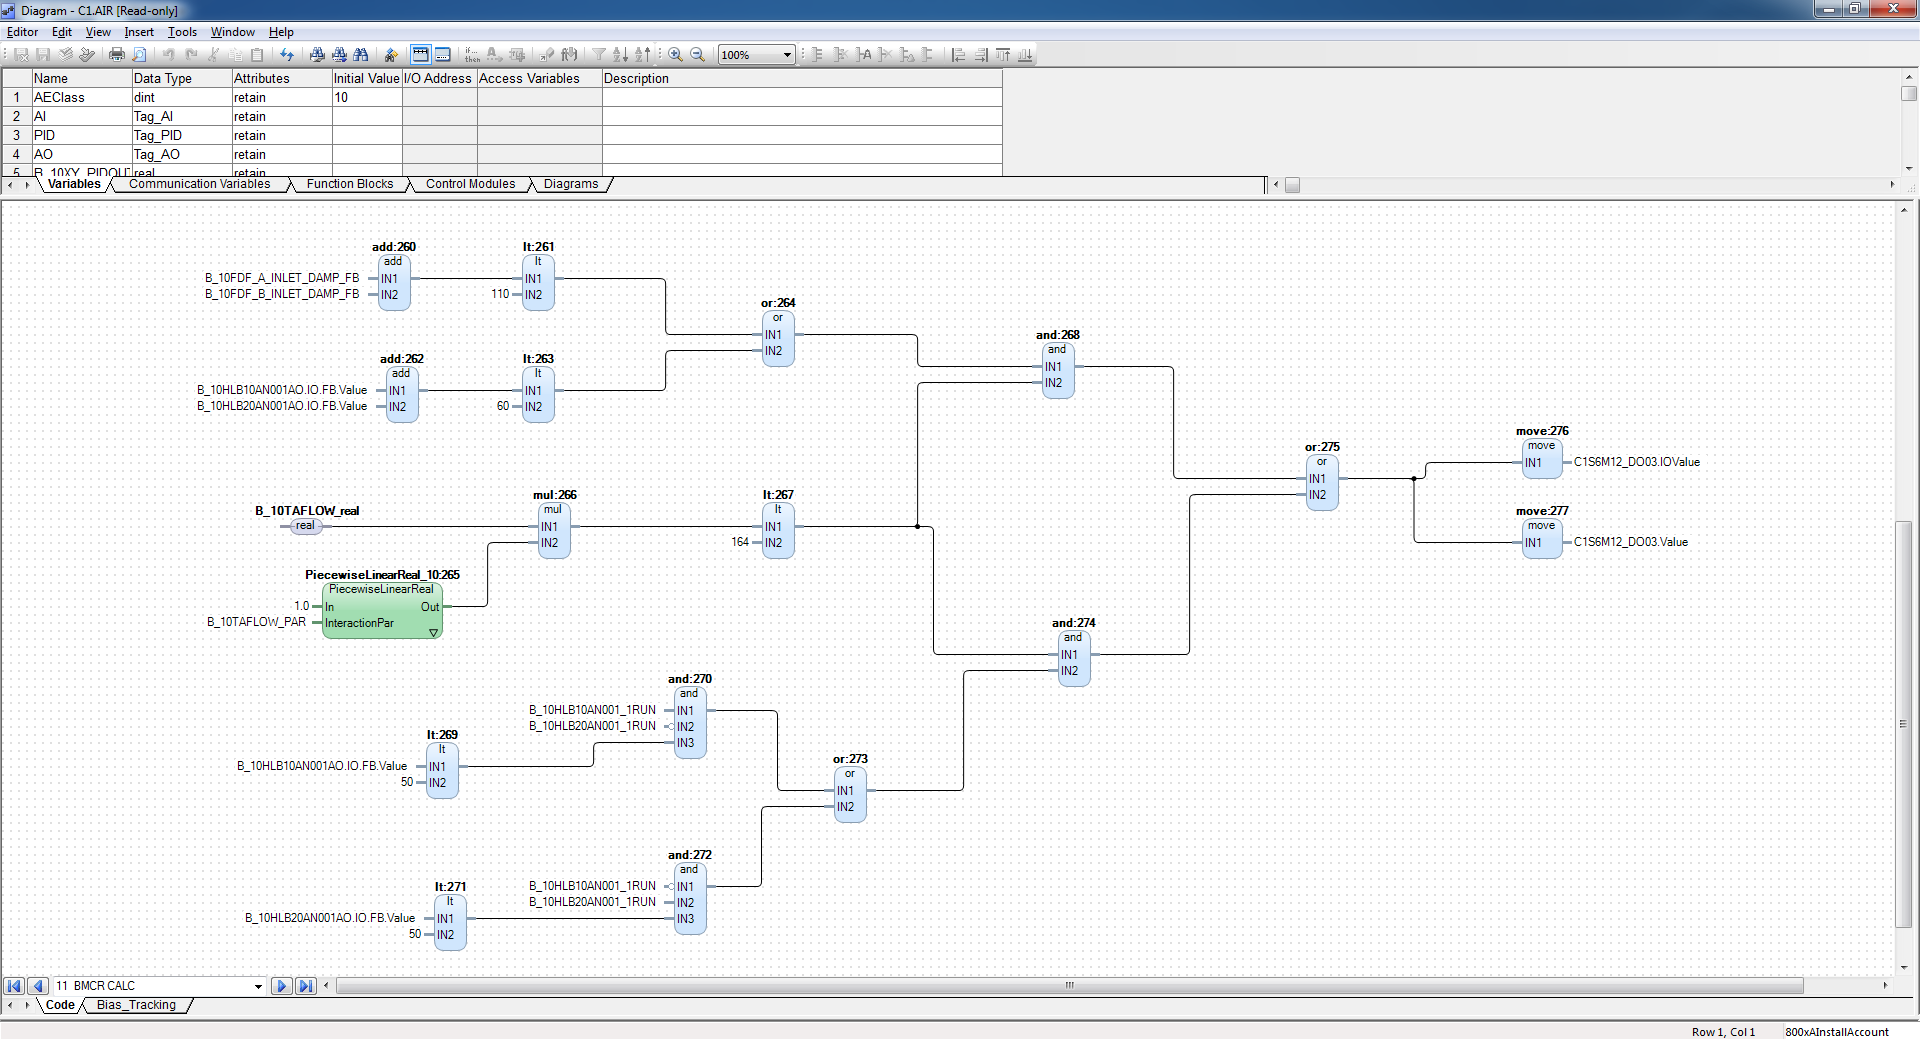 Diagram - C1.AIR [Read-only]
Editor Edit View Insert Tools Window Help
if... then
100%
Name Data Type Attributes Initial Value I/O Address Access Variables Description
1 AEClass dint retain 10
2 AI Tag_AI retain
3 PID Tag_PID retain
4 AO Tag_AO retain
5 B_10XY_PIDOUT real retain
Variables Communication Variables Function Blocks Control Modules Diagrams
add:260 lt:261
add lt
B_10FDF_A_INLET_DAMP_FB IN1 IN1
B_10FDF_B_INLET_DAMP_FB IN2 110 IN2
or:264
or
IN1
IN2
and:268
and
IN1
IN2
add:262 lt:263
add lt
B_10HLB10AN001AO.IO.FB.Value IN1 IN1
B_10HLB20AN001AO.IO.FB.Value IN2 60 IN2
move:276
move
IN1 C1S6M12_DO03.IOValue
or:275
or
IN1
IN2
mul:266 lt:267
B_10TAFLOW_real mul lt
real IN1 IN1
IN2 164 IN2
move:277
move
IN1 C1S6M12_DO03.Value
PiecewiseLinearReal_10:265
PiecewiseLinearReal
1.0 In Out
B_10TAFLOW_PAR InteractionPar
and:274
and
IN1
IN2
and:270
and
B_10HLB10AN001_1RUN IN1
B_10HLB20AN001_1RUN IN2
IN3
lt:269
lt
B_10HLB10AN001AO.IO.FB.Value IN1
50 IN2
or:273
or
IN1
IN2
and:272
and
B_10HLB10AN001_1RUN IN1
B_10HLB20AN001_1RUN IN2
IN3
lt:271
lt
B_10HLB20AN001AO.IO.FB.Value IN1
50 IN2
11 BMCR CALC
Code Bias_Tracking
Row 1, Col 1 800xAInstallAccount